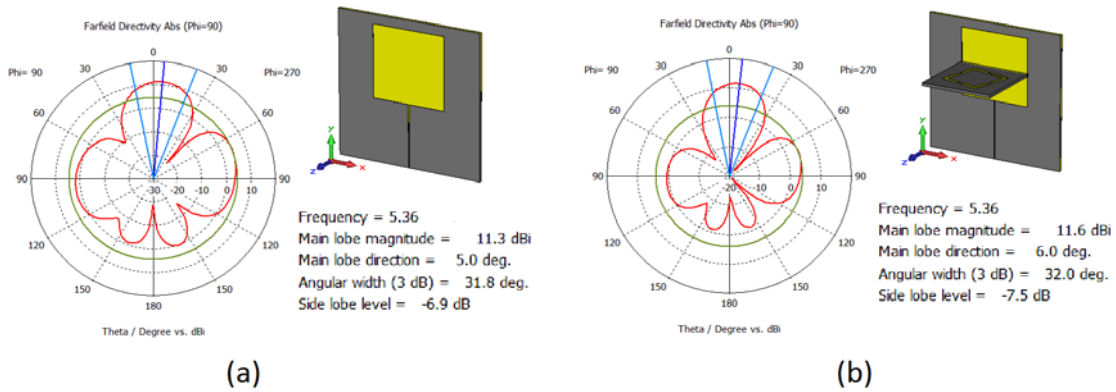 Farfield Directivity Abs (Phi=90)
Phi= 90
Phi=270
0
30
30
60
60
90
90
-30
-20
-10
0
10
120
120
150
150
180
Theta / Degree vs. dBi
y
z
x
Frequency = 5.36
Main lobe magnitude = 11.3 dBi
Main lobe direction = 5.0 deg.
Angular width (3 dB) = 31.8 deg.
Side lobe level = -6.9 dB
(a)
Farfield Directivity Abs (Phi=90)
Phi= 90
Phi=270
0
30
30
60
60
90
90
-20
-10
0
10
120
120
150
150
180
Theta / Degree vs. dBi
y
z
x
Frequency = 5.36
Main lobe magnitude = 11.6 dBi
Main lobe direction = 6.0 deg.
Angular width (3 dB) = 32.0 deg.
Side lobe level = -7.5 dB
(b)